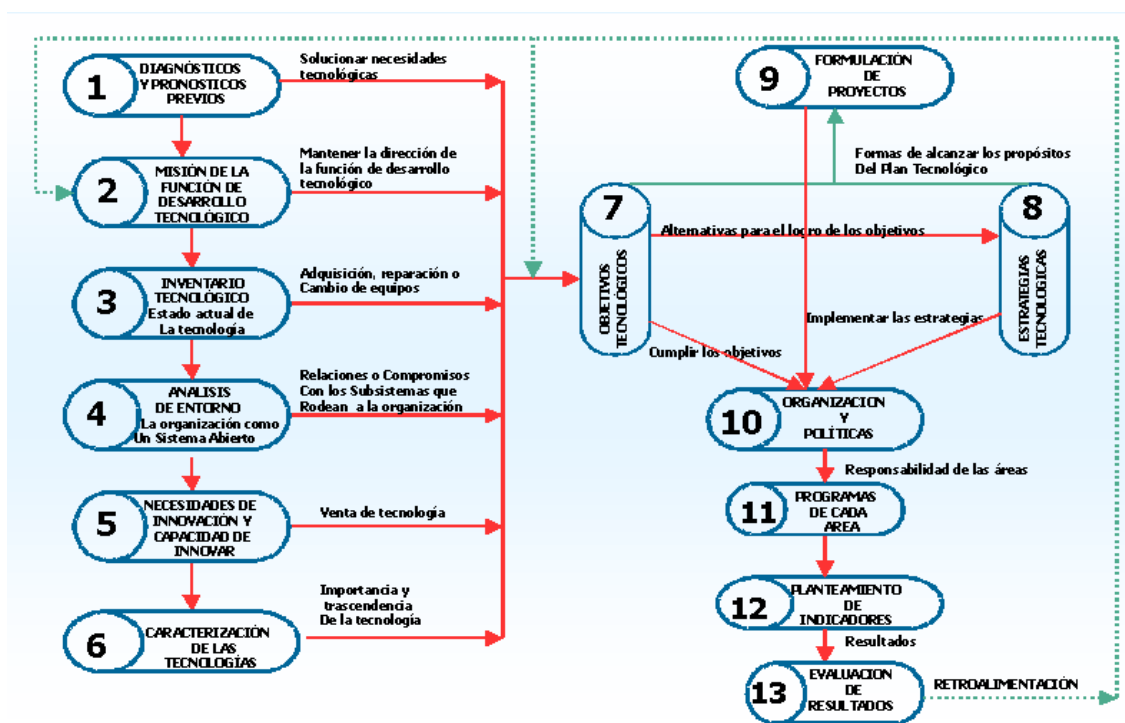 1
DIAGNÓSTICOS
Y PRONOSTICOS
PREVIOS
Solucionar necesidades
tecnológicas
2
MISIÓN DE LA
FUNCIÓN DE
DESARROLLO
TECNOLÓGICO
Mantener la dirección de
la función de desarrollo
tecnológico
3
INVENTARIO
TECNOLÓGICO
Estado actual de
La tecnología
Adquisición, reparación o
Cambio de equipos
4
ANALISIS
DE ENTORNO
La organización como
Un Sistema Abierto
Relaciones o Compromisos
Con los Subsistemas que
Rodean a la organización
5
NECESIDADES DE
INNOVACIÓN Y
CAPACIDAD DE
INNOVAR
Venta de tecnología
6
CARACTERIZACIÓN
DE LAS
TECNOLOGÍAS
Importancia y
trascendencia
De la tecnología
7
OBJETIVOS
TECNOLÓGICOS
Alternativas para el logro de los objetivos
8
ESTRATEGIAS
TECNOLOGICAS
9
FORMULACIÓN
DE
PROYECTOS
Formas de alcanzar los propósitos
Del Plan Tecnológico
Implementar las estrategias
Cumplir los objetivos
10
ORGANIZACION
Y
POLÍTICAS
Responsabilidad de las áreas
11
PROGRAMAS
DE CADA
AREA
12
PLANTEAMIENTO
DE
INDICADORES
Resultados
13
EVALUACION
DE
RESULTADOS
RETROALIMENTACIÓN